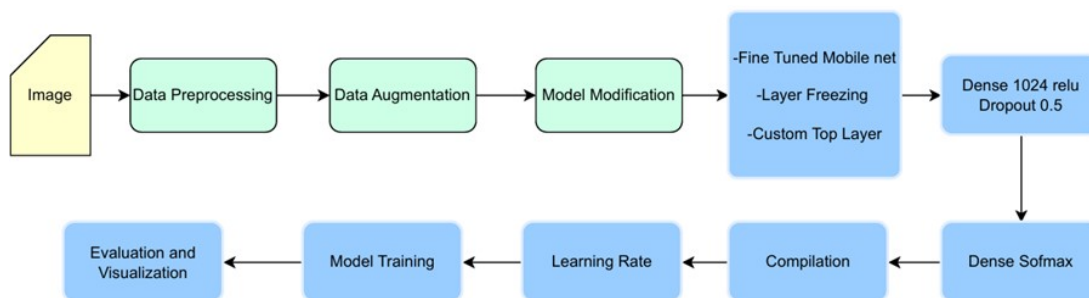 Image
Data Preprocessing
Data Augmentation
Model Modification
-Fine Tuned Mobile net
-Layer Freezing
-Custom Top Layer
Dense 1024 relu
Dropout 0.5
Dense Sofmax
Compilation
Learning Rate
Model Training
Evaluation and
Visualization